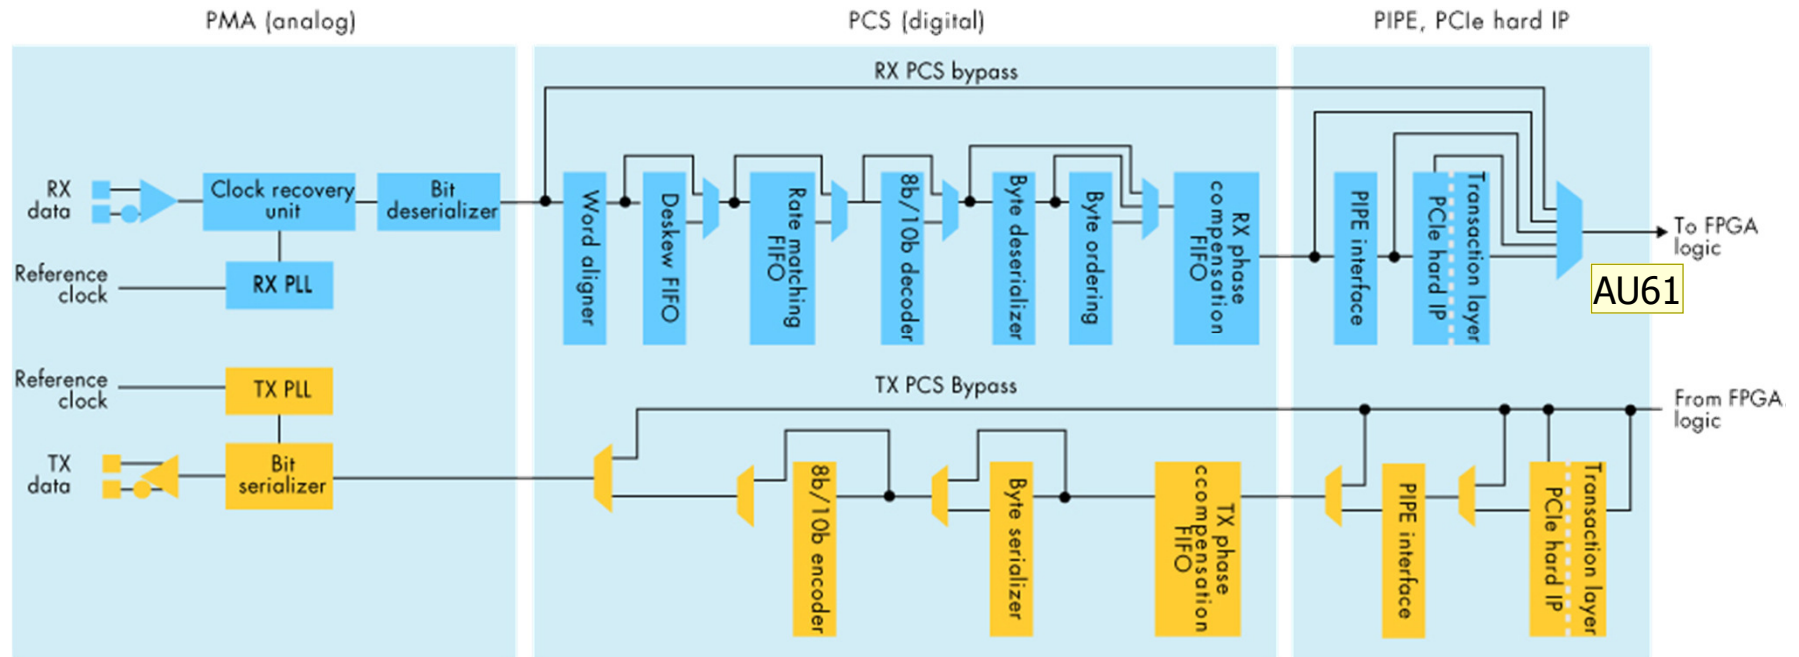 PMA (analog)
PCS (digital)
PIPE, PCIe hard IP
RX PCS bypass
RX
data
Clock recovery
unit
Bit
deserializer
Reference
clock
RX PLL
Word aligner
Deskew FIFO
Rate matching
FIFO
8b/10b decoder
Byte deserializer
Byte ordering
RX phase
compensation
FIFO
PIPE interface
Transaction layer
PCIe hard IP
To FPGA
logic
AU61
Reference
clock
TX PLL
TX PCS Bypass
From FPGA
logic
TX
data
Bit
serializer
8b/10b encoder
Byte serializer
TX phase
ccompensation
FIFO
PIPE interface
Transaction layer
PCIe hard IP